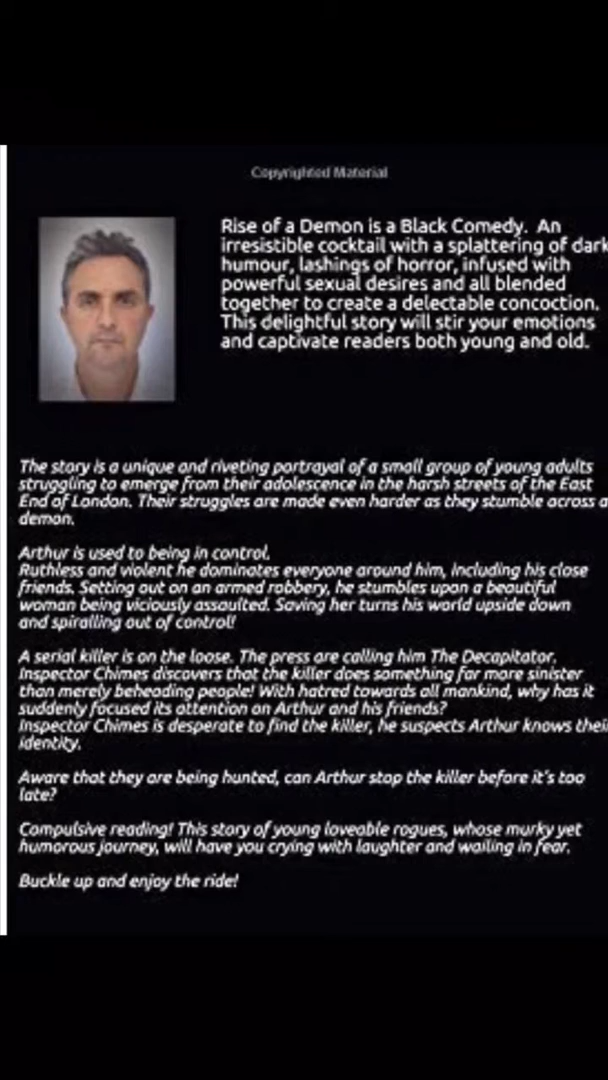 Copyrighted Material
Rise of a Demon is a Black Comedy. An
irresistible cocktail with a splattering of dark
humour, lashings of horror, infused with
powerful sexual desires and all blended
together to create a delectable concoction.
This delightful story will stir your emotions
and captivate readers both young and old.
The story is a unique and riveting portrayal of a small group of young adults
struggling to emerge from their adolescence in the harsh streets of the East
End of London. Their struggles are made even harder as they stumble across a
demon.
Arthur is used to being in control.
Ruthless and violent he dominates everyone around him, including his close
friends. Setting out on an armed robbery, he stumbles upon a beautiful
woman being viciously assaulted. Saving her turns his world upside down
and spiralling out of control!
A serial killer is on the loose. The press are calling him The Decapitator.
Inspector Chimes discovers that the killer does something far more sinister
than merely beheading people! With hatred towards all mankind, why has it
suddenly focused its attention on Arthur and his friends?
Inspector Chimes is desperate to find the killer, he suspects Arthur knows their
identity.
Aware that they are being hunted, can Arthur stop the killer before it's too
late?
Compulsive reading! This story of young loveable rogues, whose murky yet
humorous journey, will have you crying with laughter and wailing in fear.
Buckle up and enjoy the ride!